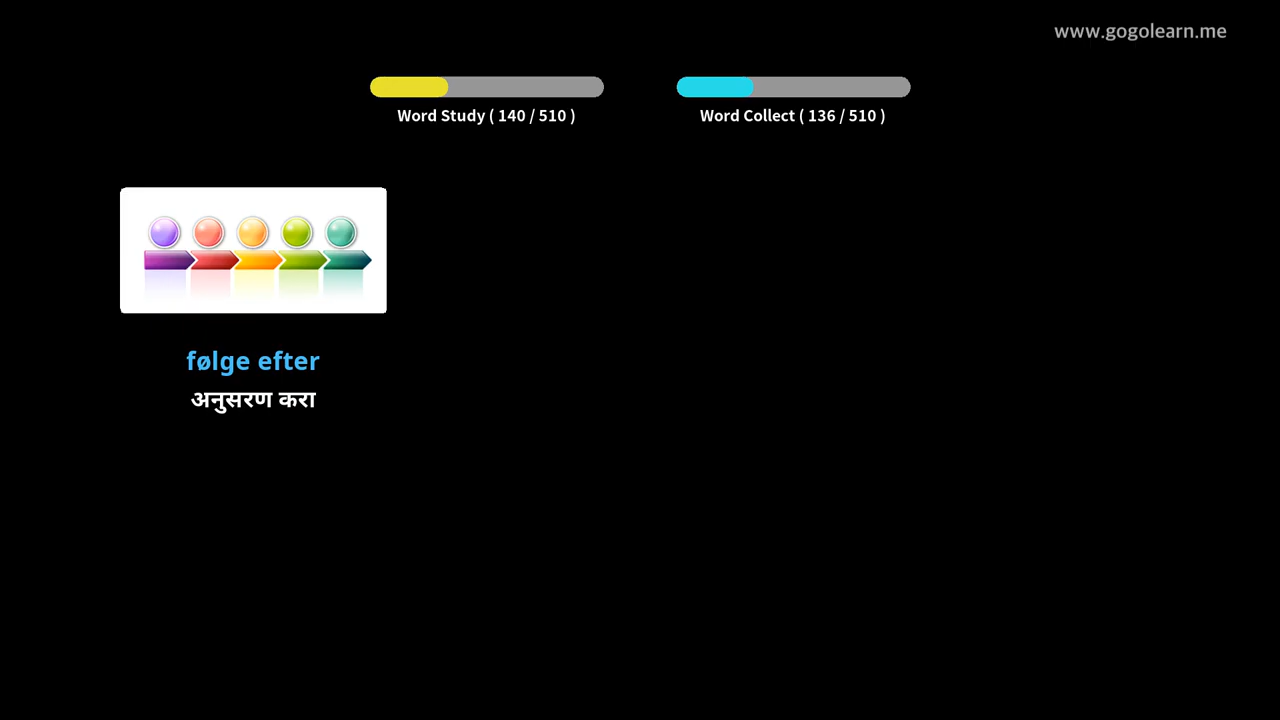 www.gogolearn.me
Word Study ( 140 / 510 )
Word Collect ( 136 / 510 )
følge efter
अनुसरण करा